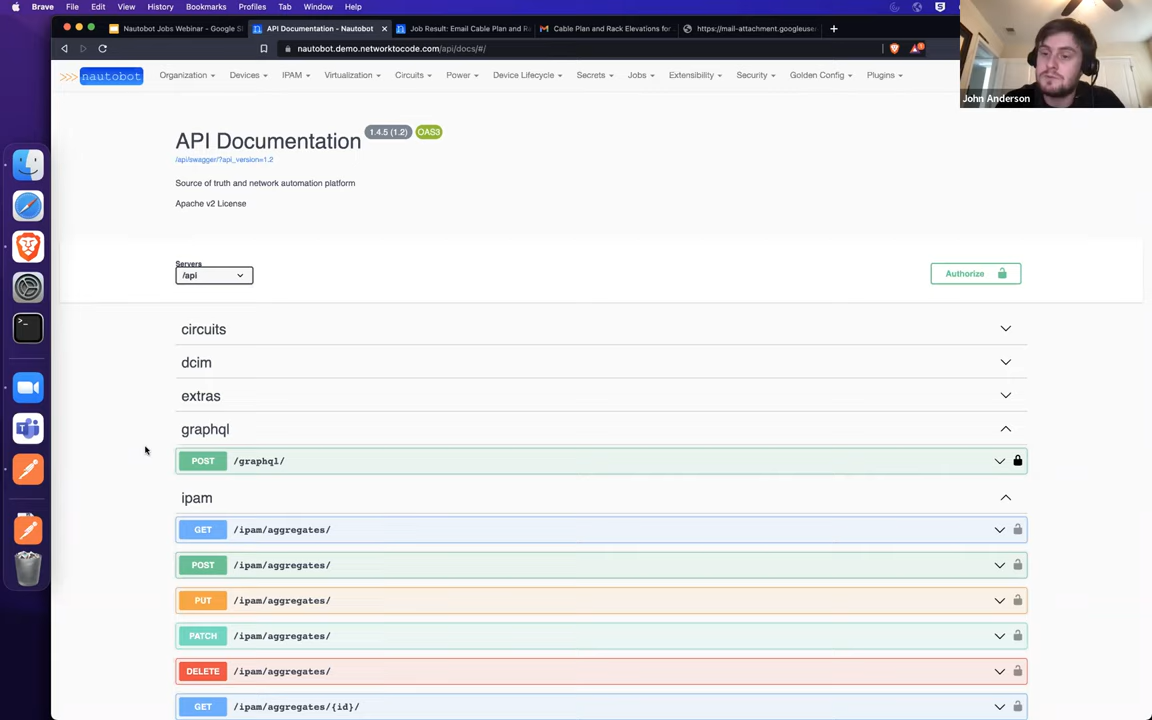 Brave File Edit View History Bookmarks Profiles Tab Window Help
Nautobot Jobs Webinar - Google Sl
API Documentation - Nautobot
Job Result: Email Cable Plan and Ra
Cable Plan and Rack Elevations for
https://mail-attachment.googleuser
nautobot.demo.networktocode.com/api/docs/#/
nautobot
Organization Devices IPAM Virtualization Circuits Power Device Lifecycle Secrets Jobs Extensibility Security Golden Config Plugins
John Anderson
API Documentation 1.4.5 (1.2) OAS3
/api/swagger/?api_version=1.2
Source of truth and network automation platform
Apache v2 License
Servers
/api
Authorize
circuits
dcim
extras
graphql
POST /graphql/
ipam
GET /ipam/aggregates/
POST /ipam/aggregates/
PUT /ipam/aggregates/
PATCH /ipam/aggregates/
DELETE /ipam/aggregates/
GET /ipam/aggregates/{id}/